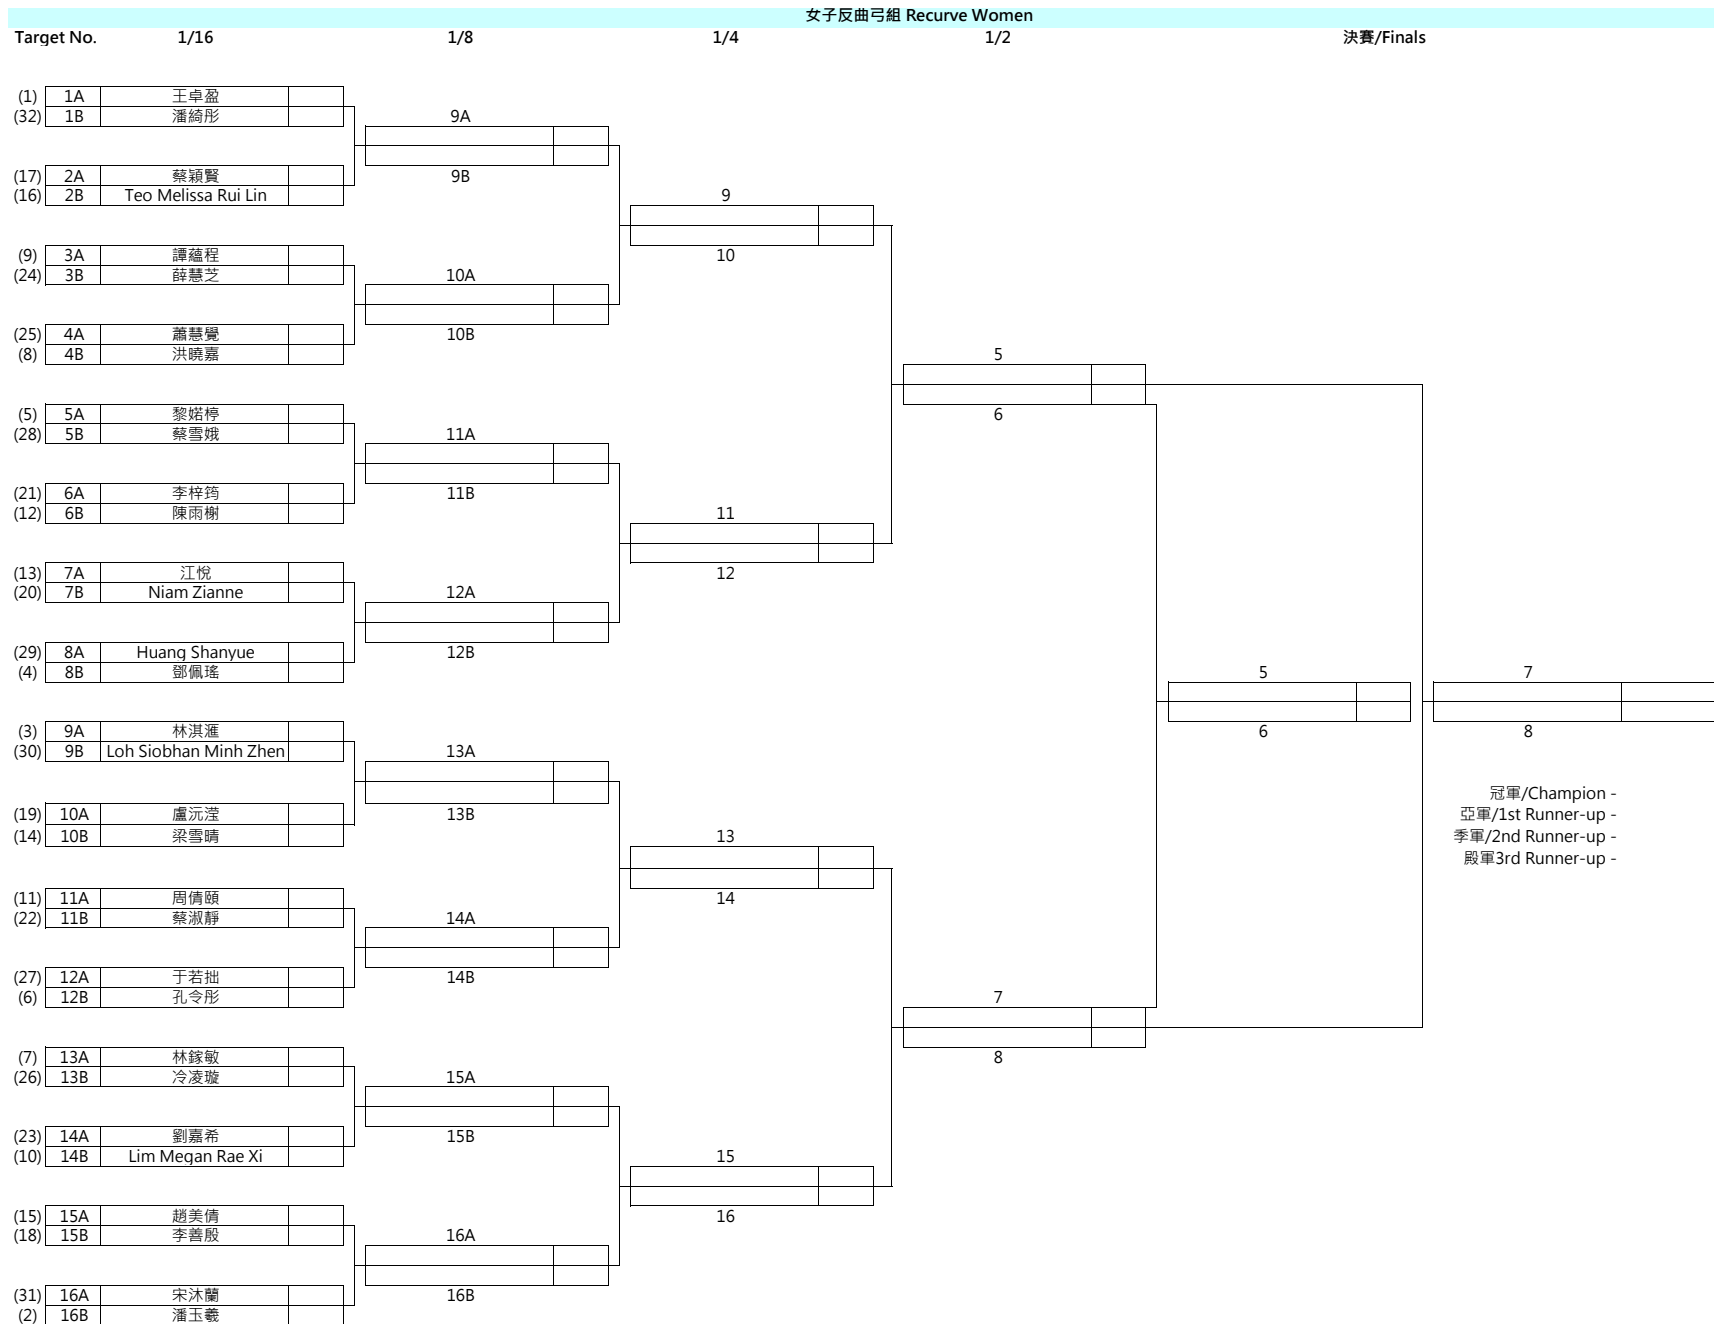 女子反曲弓組 Recurve Women
Target No. 1/16 1/8 1/4 1/2 決賽/Finals
(1) 1A 王卓盈
(32) 1B 潘綺彤 9A
(17) 2A 蔡穎賢 9B
(16) 2B Teo Melissa Rui Lin 9
(9) 3A 譚蘊程 10
(24) 3B 薛慧芝 10A
(25) 4A 蕭慧覺 10B
(8) 4B 洪曉嘉 5
(5) 5A 黎婼楟 6
(28) 5B 蔡雪娥 11A
(21) 6A 李梓筠 11B
(12) 6B 陳雨榭 11
(13) 7A 江悅 12
(20) 7B Niam Zianne 12A
(29) 8A Huang Shanyue 12B
(4) 8B 鄧佩瑤 5 7
(3) 9A 林淇滙 6 8
(30) 9B Loh Siobhan Minh Zhen 13A
冠軍/Champion -
(19) 10A 盧沅滢 13B 亞軍/1st Runner-up -
(14) 10B 梁雪晴 13 季軍/2nd Runner-up -
殿軍3rd Runner-up -
(11) 11A 周倩頤 14
(22) 11B 蔡淑靜 14A
(27) 12A 于若拙 14B
(6) 12B 孔令彤 7
(7) 13A 林鎵敏 8
(26) 13B 冷凌璇 15A
(23) 14A 劉嘉希 15B
(10) 14B Lim Megan Rae Xi 15
(15) 15A 趙美倩 16
(18) 15B 李善殷 16A
(31) 16A 宋沐蘭 16B
(2) 16B 潘玉羲